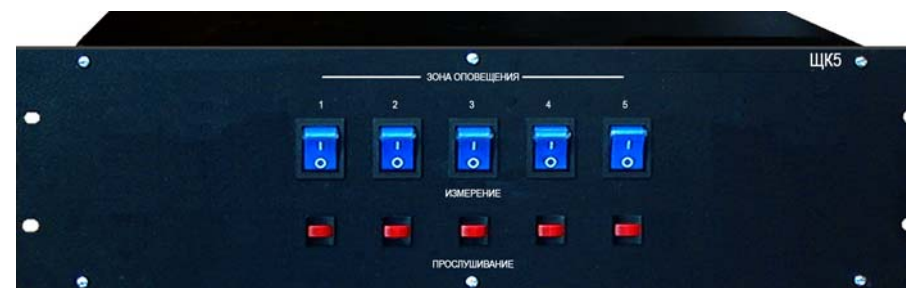 ЩК5
ЗОНА ОПОВЕЩЕНИЯ
1 2 3 4 5
ИЗМЕРЕНИЕ
ПРОСЛУШИВАНИЕ